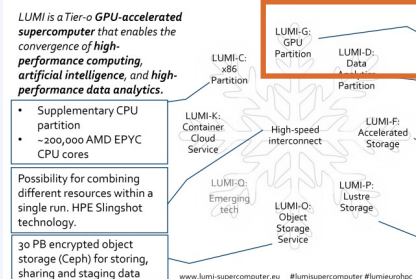 LUMI is a Tier-0 GPU-accelerated
supercomputer that enables the
convergence of high-
performance computing,
artificial intelligence, and high-
performance data analytics.
• Supplementary CPU
partition
• ~200,000 AMD EPYC
CPU cores
Possibility for combining
different resources within a
single run. HPE Slingshot
technology.
30 PB encrypted object
storage (Ceph) for storing,
sharing and staging data
LUMI-G:
GPU
Partition
LUMI-C:
x86
Partition
LUMI-D:
Data
Analytics
Partition
LUMI-K:
Container
Cloud
Service
High-speed
interconnect
LUMI-F:
Accelerated
Storage
LUMI-Q:
Emerging
tech
LUMI-P:
Lustre
Storage
LUMI-O:
Object
Storage
Service
www.lumi-supercomputer.eu #lumisupercomputer #lumieurohpc